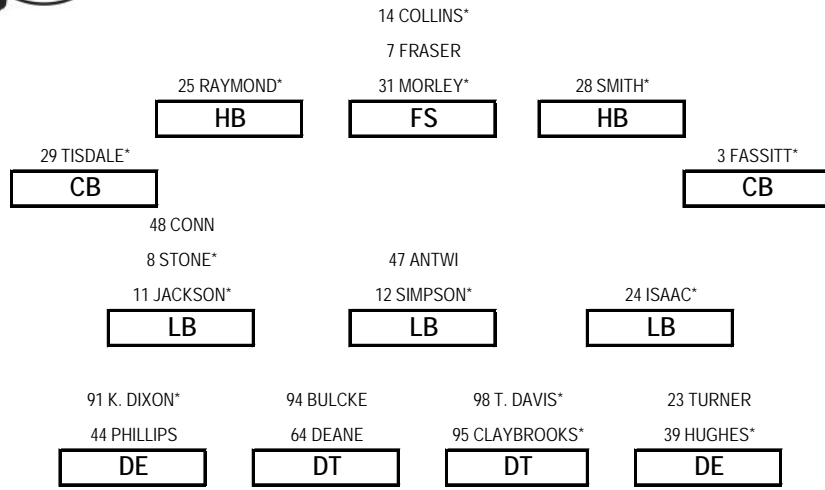 14 COLLINS*
7 FRASER
25 RAYMOND* 31 MORLEY* 28 SMITH*
HB FS HB
29 TISDALE* 3 FASSITT*
CB CB
48 CONN
8 STONE* 47 ANTWI
11 JACKSON* 12 SIMPSON* 24 ISAAC*
LB LB LB
91 K. DIXON* 94 BULCKE 98 T. DAVIS* 23 TURNER
44 PHILLIPS 64 DEANE 95 CLAYBROOKS* 39 HUGHES*
DE DT DT DE